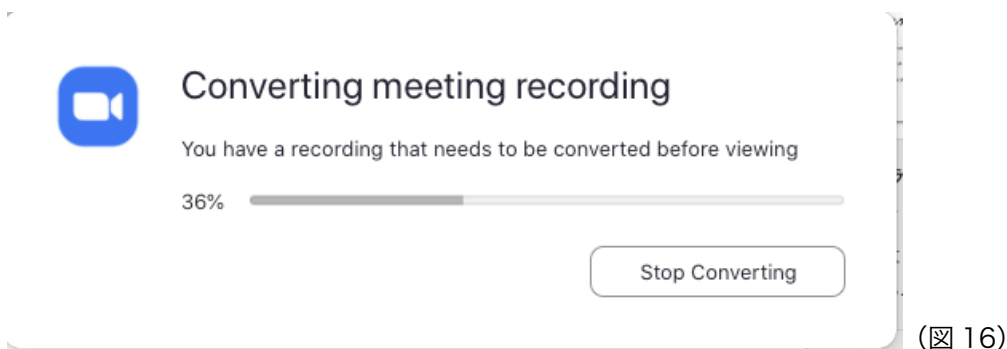 Converting meeting recording
You have a recording that needs to be converted before viewing
36%
Stop Converting
(図 16)